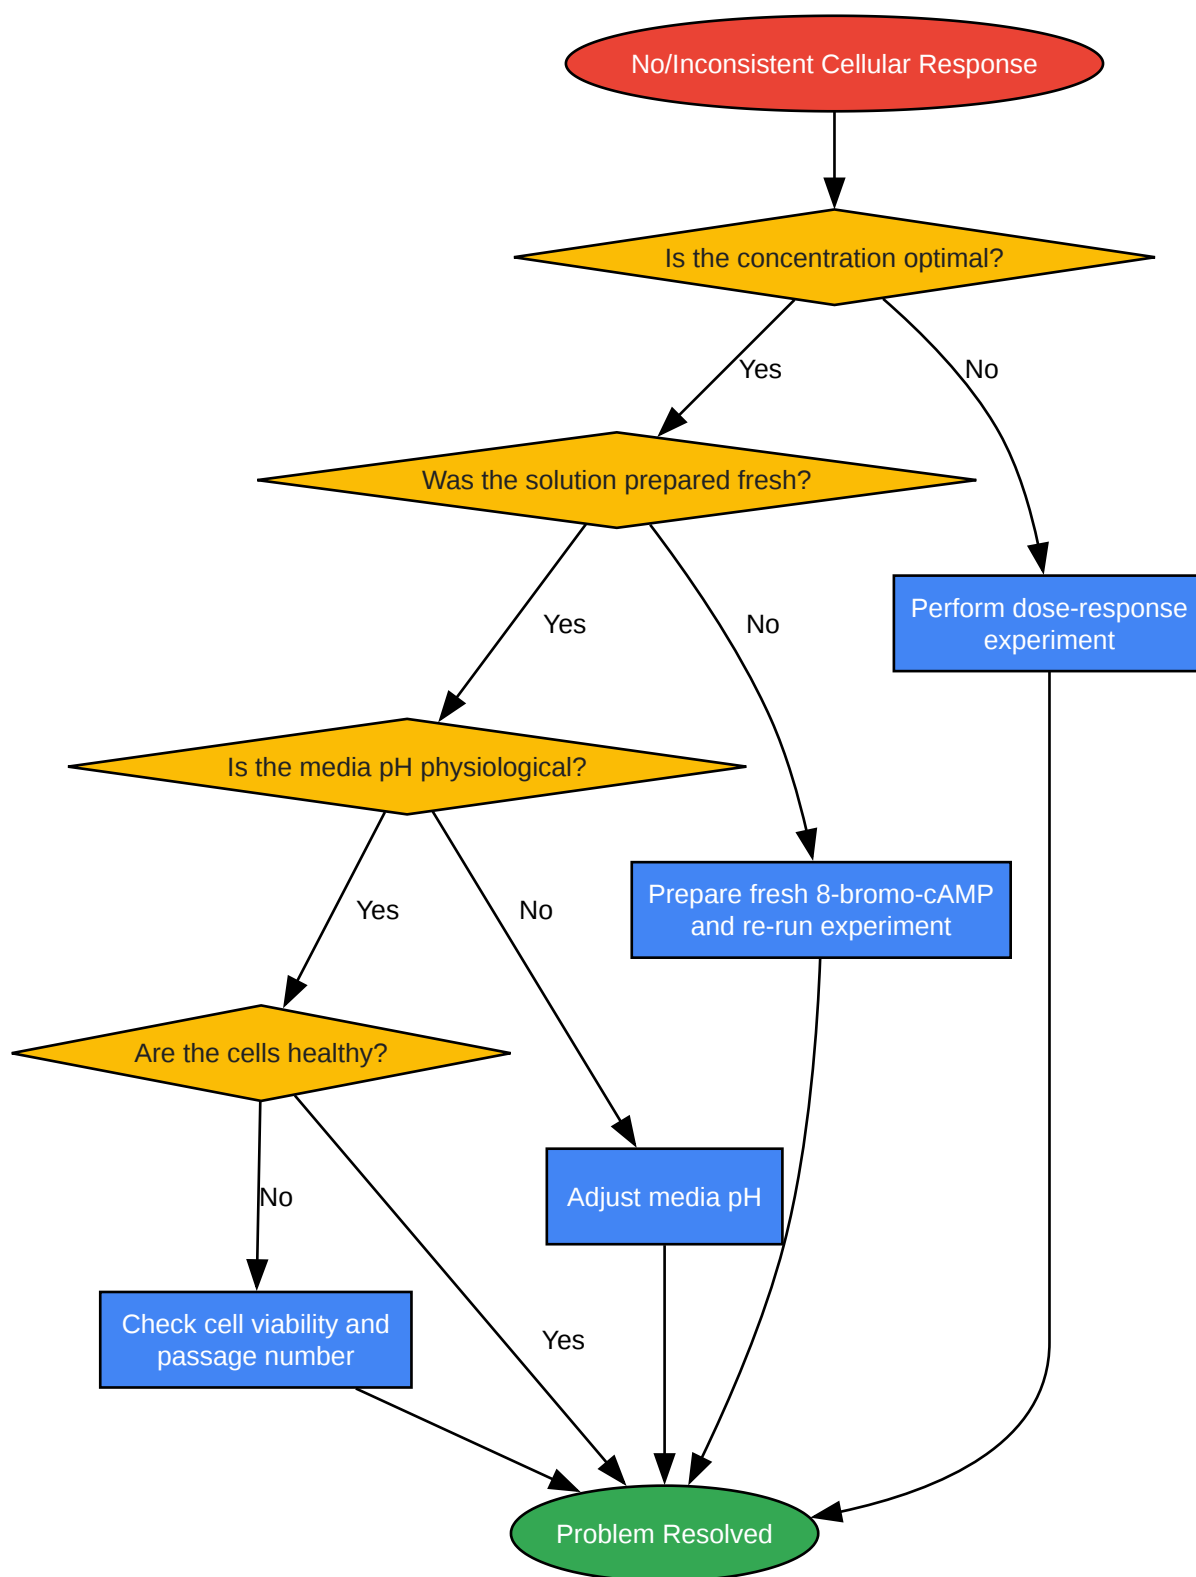 No/Inconsistent Cellular Response
Is the concentration optimal?
Yes
No
Was the solution prepared fresh?
Perform dose-response
experiment
Yes
No
Is the media pH physiological?
Prepare fresh 8-bromo-cAMP
and re-run experiment
Yes
No
Are the cells healthy?
Adjust media pH
No
Check cell viability and
passage number
Yes
Problem Resolved